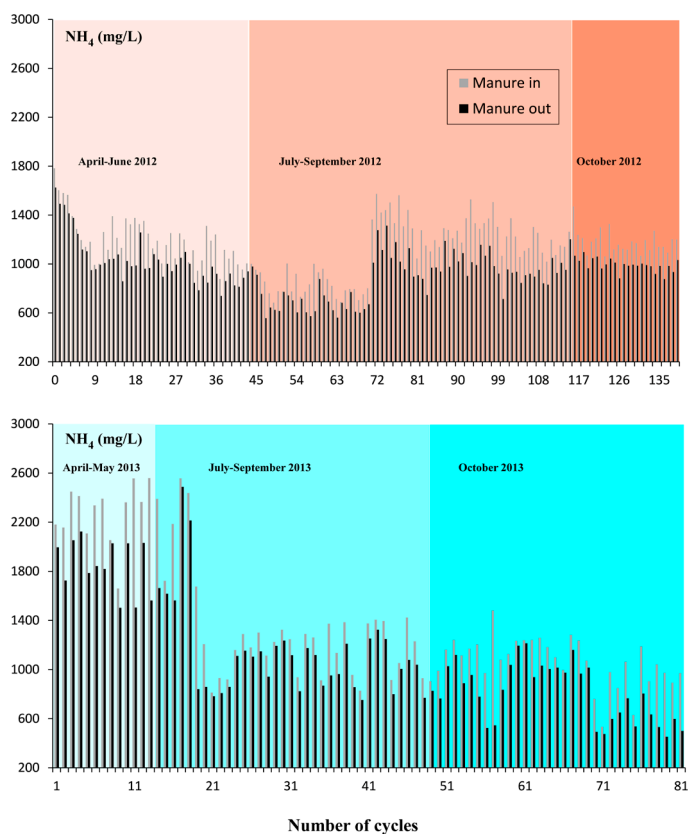 3000
NH4 (mg/L)
2600
Manure in
Manure out
2200
1800
April-June 2012
July-September 2012
October 2012
1400
1000
600
200
0 9 18 27 36 45 54 63 72 81 90 99 108 117 126 135
3000
NH4 (mg/L)
2600
April-May 2013
July-September 2013
October 2013
2200
1800
1400
1000
600
200
1 11 21 31 41 51 61 71 81
Number of cycles